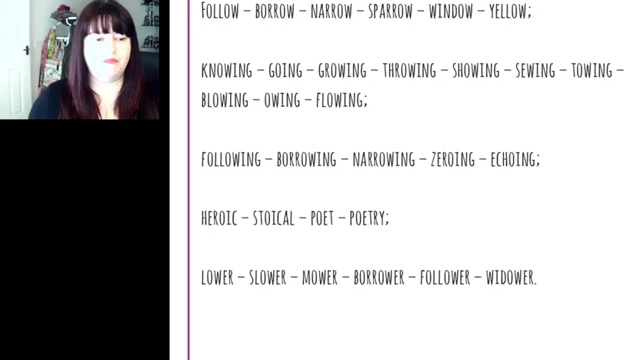 Follow – borrow – narrow – sparrow – window – yellow;
knowing – going – growing – throwing – showing – sewing – towing –
blowing – owing – flowing;
following – borrowing – narrowing – zeroing – echoing;
heroic – stoical – poet – poetry;
lower – slower – mower – borrower – follower – widower.